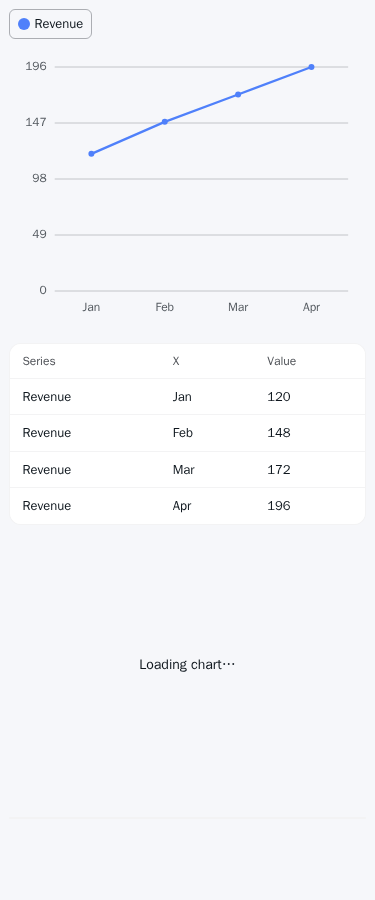 Revenue
196
147
98
49
0
Jan Feb Mar Apr
Series X Value
Revenue Jan 120
Revenue Feb 148
Revenue Mar 172
Revenue Apr 196
Loading chart⋯